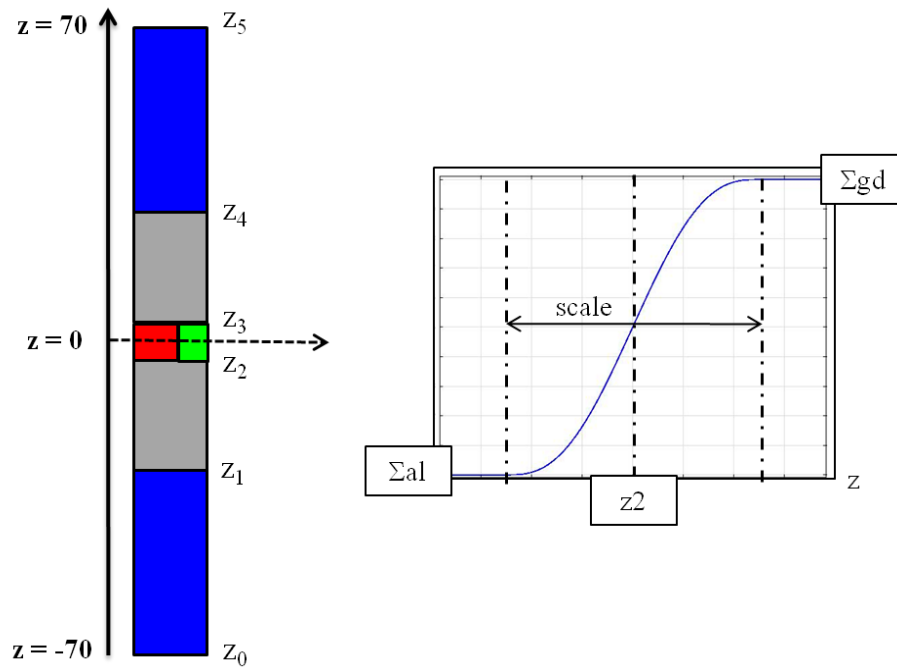 z = 70
z₅
z₄
z₃
z = 0
z₂
z₁
z = -70
z₀
Σgd
scale
Σal
z2
z